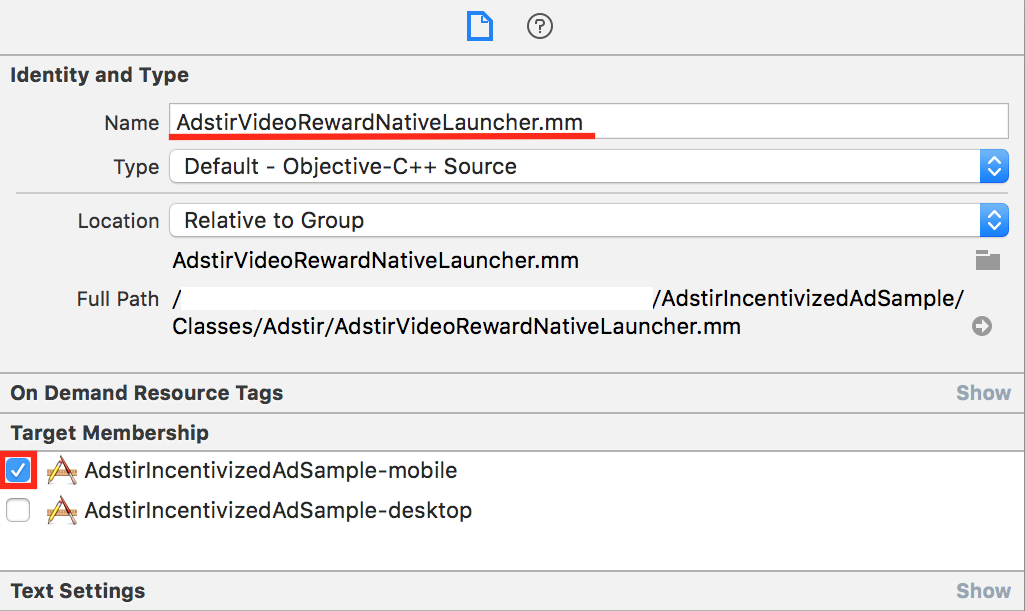 Identity and Type
Name AdstirVideoRewardNativeLauncher.mm
Type Default - Objective-C++ Source
Location Relative to Group
AdstirVideoRewardNativeLauncher.mm
Full Path / /AdstirIncentivizedAdSample/
Classes/Adstir/AdstirVideoRewardNativeLauncher.mm
On Demand Resource Tags Show
Target Membership
AdstirIncentivizedAdSample-mobile
AdstirIncentivizedAdSample-desktop
Text Settings Show